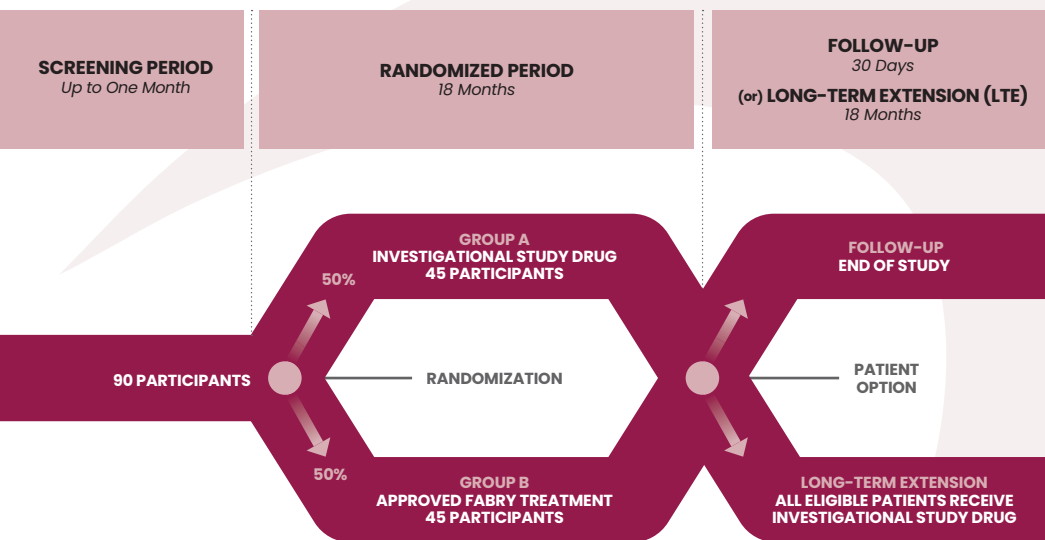 SCREENING PERIOD
Up to One Month
RANDOMIZED PERIOD
18 Months
FOLLOW-UP
30 Days
(or) LONG-TERM EXTENSION (LTE)
18 Months
GROUP A
INVESTIGATIONAL STUDY DRUG
45 PARTICIPANTS
50%
FOLLOW-UP
END OF STUDY
90 PARTICIPANTS
RANDOMIZATION
PATIENT
OPTION
50%
GROUP B
APPROVED FABRY TREATMENT
45 PARTICIPANTS
LONG-TERM EXTENSION
ALL ELIGIBLE PATIENTS RECEIVE
INVESTIGATIONAL STUDY DRUG